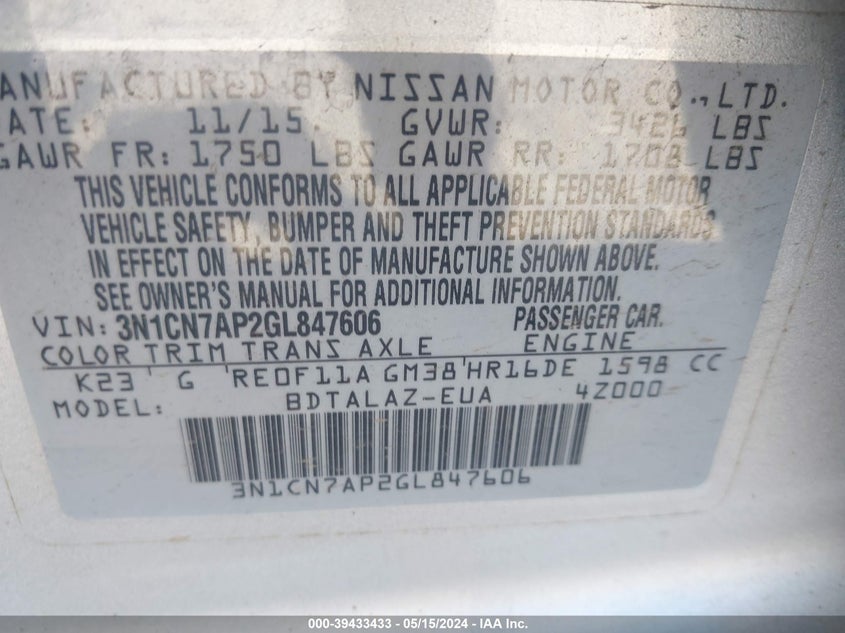 ANUFACTURED BY NISSAN MOTOR CO., LTD.
ATE: 11/15 GVWR: 3426 LBS
GAWR FR: 1750 LBS GAWR RR: 1708 LBS
THIS VEHICLE CONFORMS TO ALL APPLICABLE FEDERAL MOTOR
VEHICLE SAFETY, BUMPER AND THEFT PREVENTION STANDARDS
IN EFFECT ON THE DATE OF MANUFACTURE SHOWN ABOVE.
SEE OWNER'S MANUAL FOR ADDITIONAL INFORMATION
VIN: 3N1CN7AP2GL847606 PASSENGER CAR.
COLOR TRIM TRANS AXLE ENGINE
K23 G RE0F11A GM38 HR16DE 1598 CC
MODEL: BDTALAZ-EUA 4Z000
3N1CN7AP2GL847606
000-39433433 - 05/15/2024 - IAA Inc.